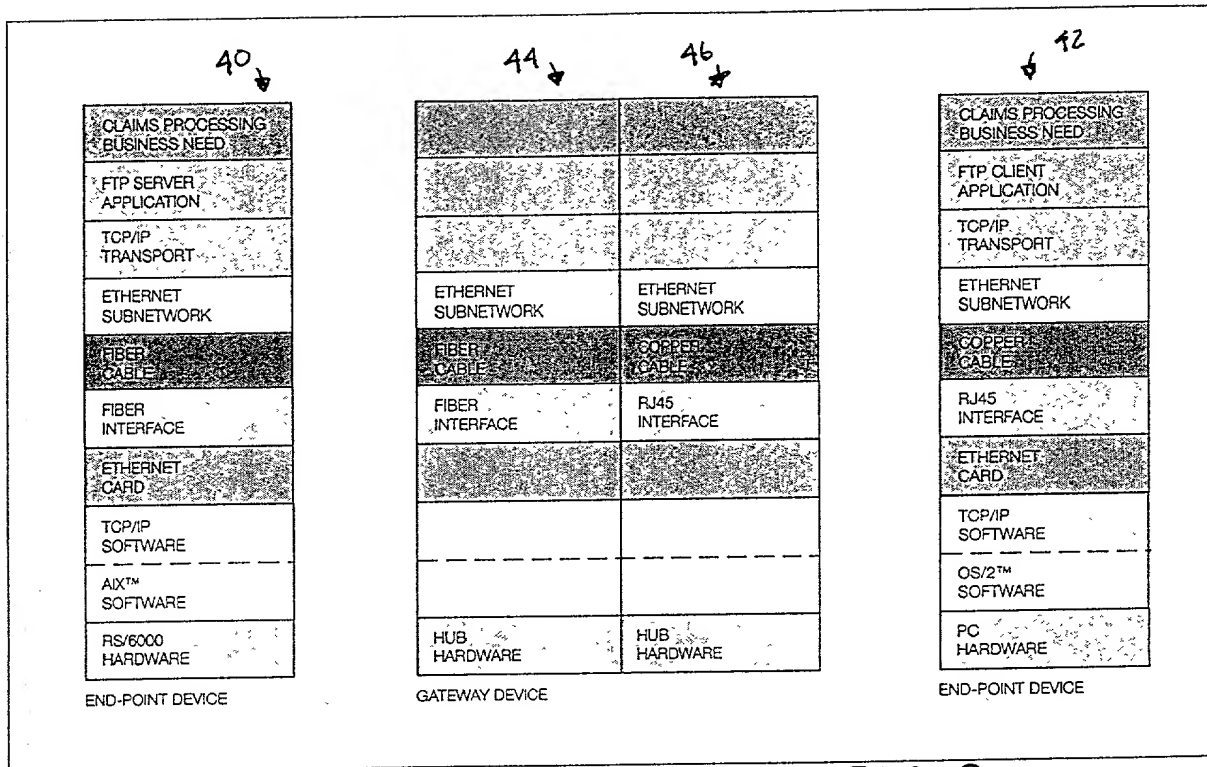 40
44
46
42
CLAIMS PROCESSING
BUSINESS NEED
FTP SERVER
APPLICATION
TCP/IP
TRANSPORT
ETHERNET
SUBNETWORK
FIBER
CABLE
FIBER
INTERFACE
ETHERNET
CARD
TCP/IP
SOFTWARE
AIX™
SOFTWARE
RS/6000
HARDWARE
END-POINT DEVICE
ETHERNET
SUBNETWORK
FIBER
CABLE
FIBER
INTERFACE
HUB
HARDWARE
ETHERNET
SUBNETWORK
COPPER
CABLE
RJ45
INTERFACE
HUB
HARDWARE
GATEWAY DEVICE
CLAIMS PROCESSING
BUSINESS NEED
FTP CLIENT
APPLICATION
TCP/IP
TRANSPORT
ETHERNET
SUBNETWORK
COPPER
CABLE
RJ45
INTERFACE
ETHERNET
CARD
TCP/IP
SOFTWARE
OS/2™
SOFTWARE
PC
HARDWARE
END-POINT DEVICE